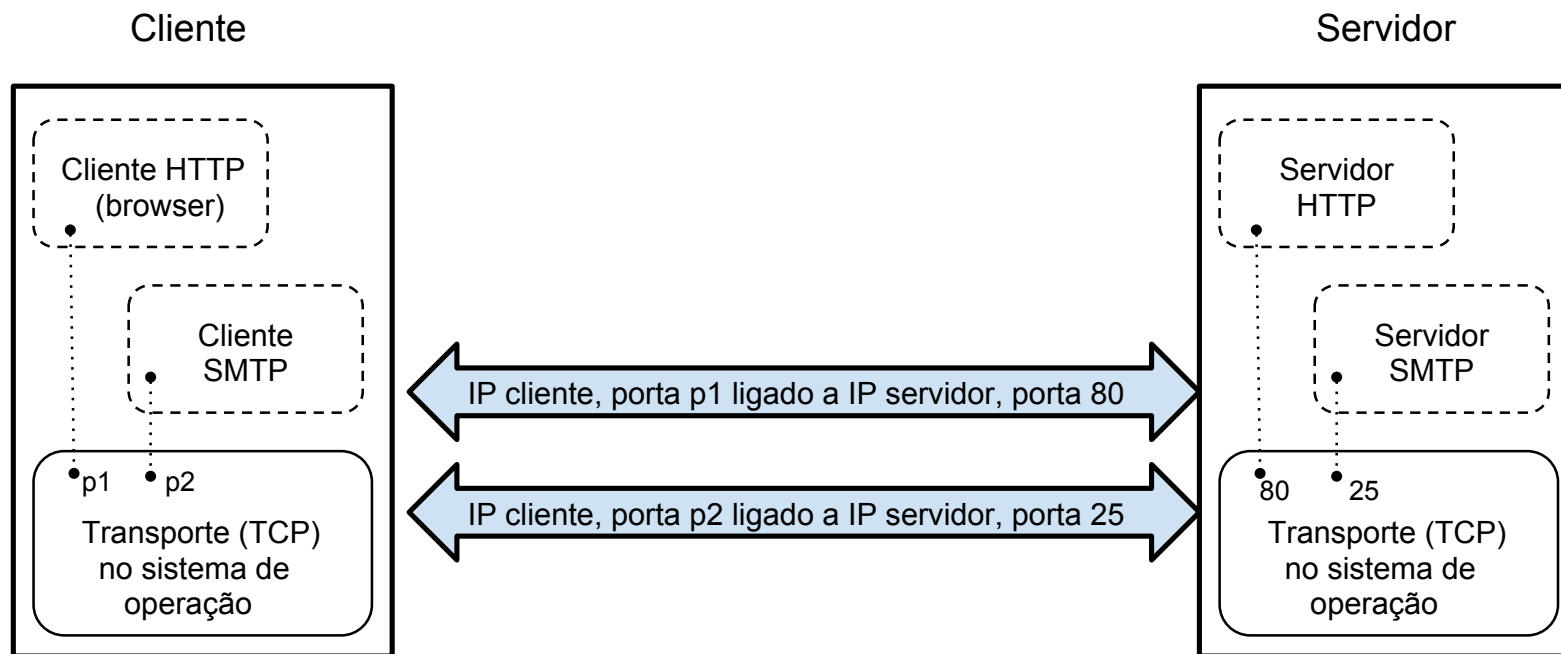 Cliente
Servidor
Cliente HTTP
(browser)
Cliente
SMTP
p1
p2
Transporte (TCP)
no sistema de
operação
IP cliente, porta p1 ligado a IP servidor, porta 80
IP cliente, porta p2 ligado a IP servidor, porta 25
Servidor
HTTP
Servidor
SMTP
80
25
Transporte (TCP)
no sistema de
operação